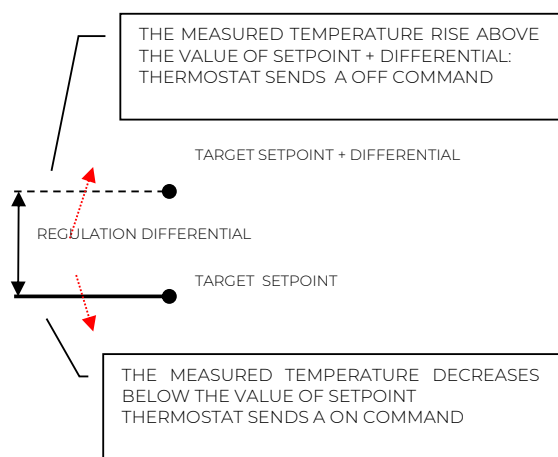 THE MEASURED TEMPERATURE RISE ABOVE
THE VALUE OF SETPOINT + DIFFERENTIAL:
THERMOSTAT SENDS A OFF COMMAND
TARGET SETPOINT + DIFFERENTIAL
REGULATION DIFFERENTIAL
TARGET SETPOINT
THE MEASURED TEMPERATURE DECREASES
BELOW THE VALUE OF SETPOINT
THERMOSTAT SENDS A ON COMMAND